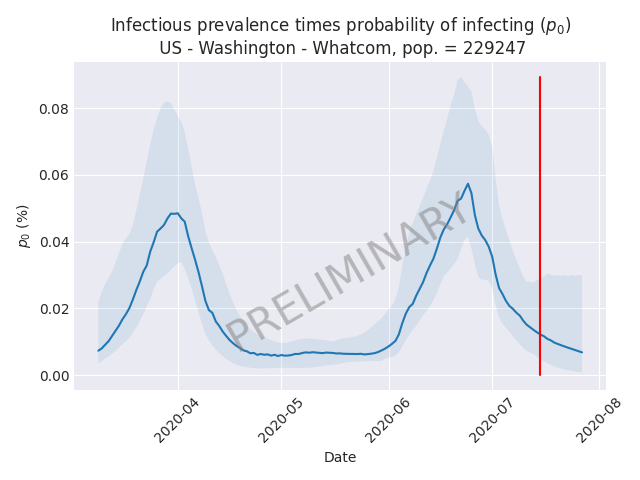 Infectious prevalence times probability of infecting (p₀)
US - Washington - Whatcom, pop. = 229247
0.08
0.06
0.04
0.02
0.00
p₀ (%)
PRELIMINARY
2020-04
2020-05
2020-06
2020-07
2020-08
Date